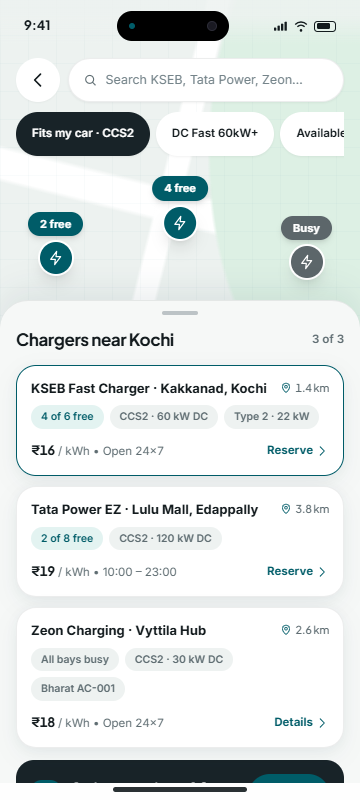 9:41
Search KSEB, Tata Power, Zeon...
Fits my car · CCS2
DC Fast 60kW+
Available
4 free
2 free
Busy
Chargers near Kochi
3 of 3
KSEB Fast Charger · Kakkanad, Kochi
1.4 km
4 of 6 free
CCS2 · 60 kW DC
Type 2 · 22 kW
₹16 / kWh • Open 24×7
Reserve
Tata Power EZ · Lulu Mall, Edappally
3.8 km
2 of 8 free
CCS2 · 120 kW DC
₹19 / kWh • 10:00 – 23:00
Reserve
Zeon Charging · Vyttila Hub
2.6 km
All bays busy
CCS2 · 30 kW DC
Bharat AC-001
₹18 / kWh • Open 24×7
Details